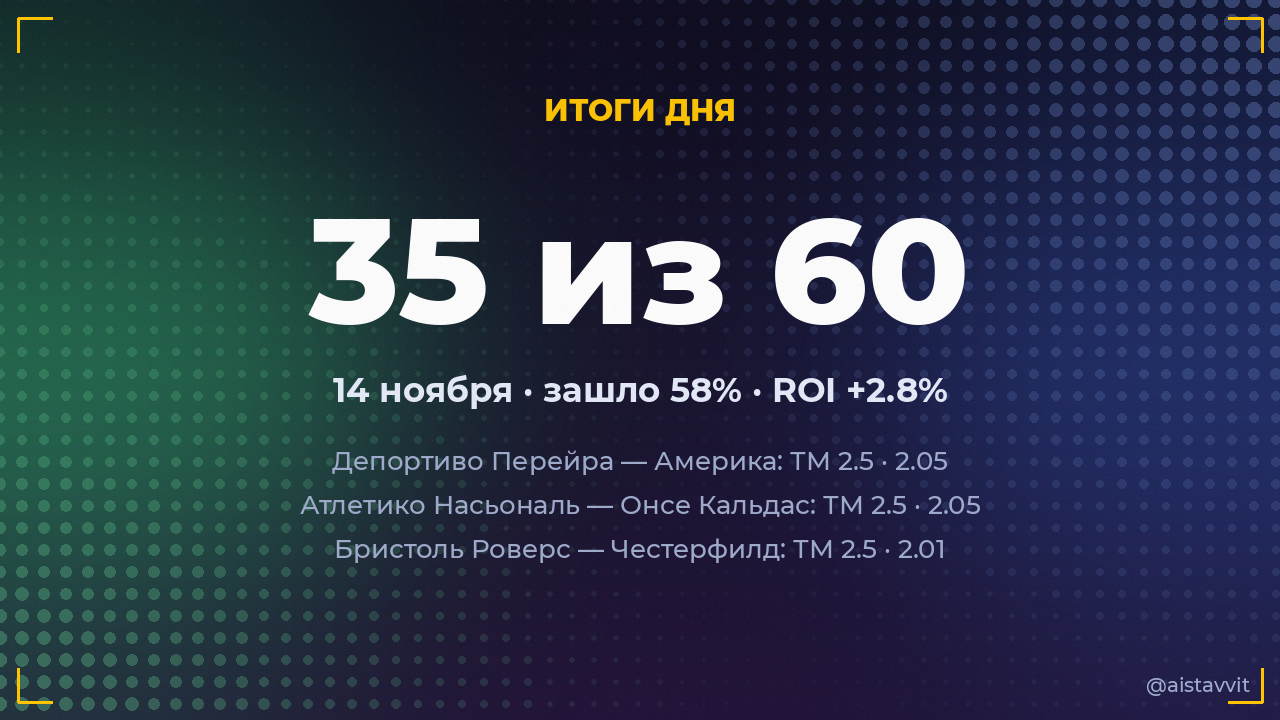 ИТОГИ ДНЯ
35 из 60
14 ноября · зашло 58% · ROI +2.8%
Депортиво Перейра — Америка: ТМ 2.5 · 2.05
Атлетико Насьональ — Онсе Кальдас: ТМ 2.5 · 2.05
Бристоль Роверс — Честерфилд: ТМ 2.5 · 2.01
@aistavvit